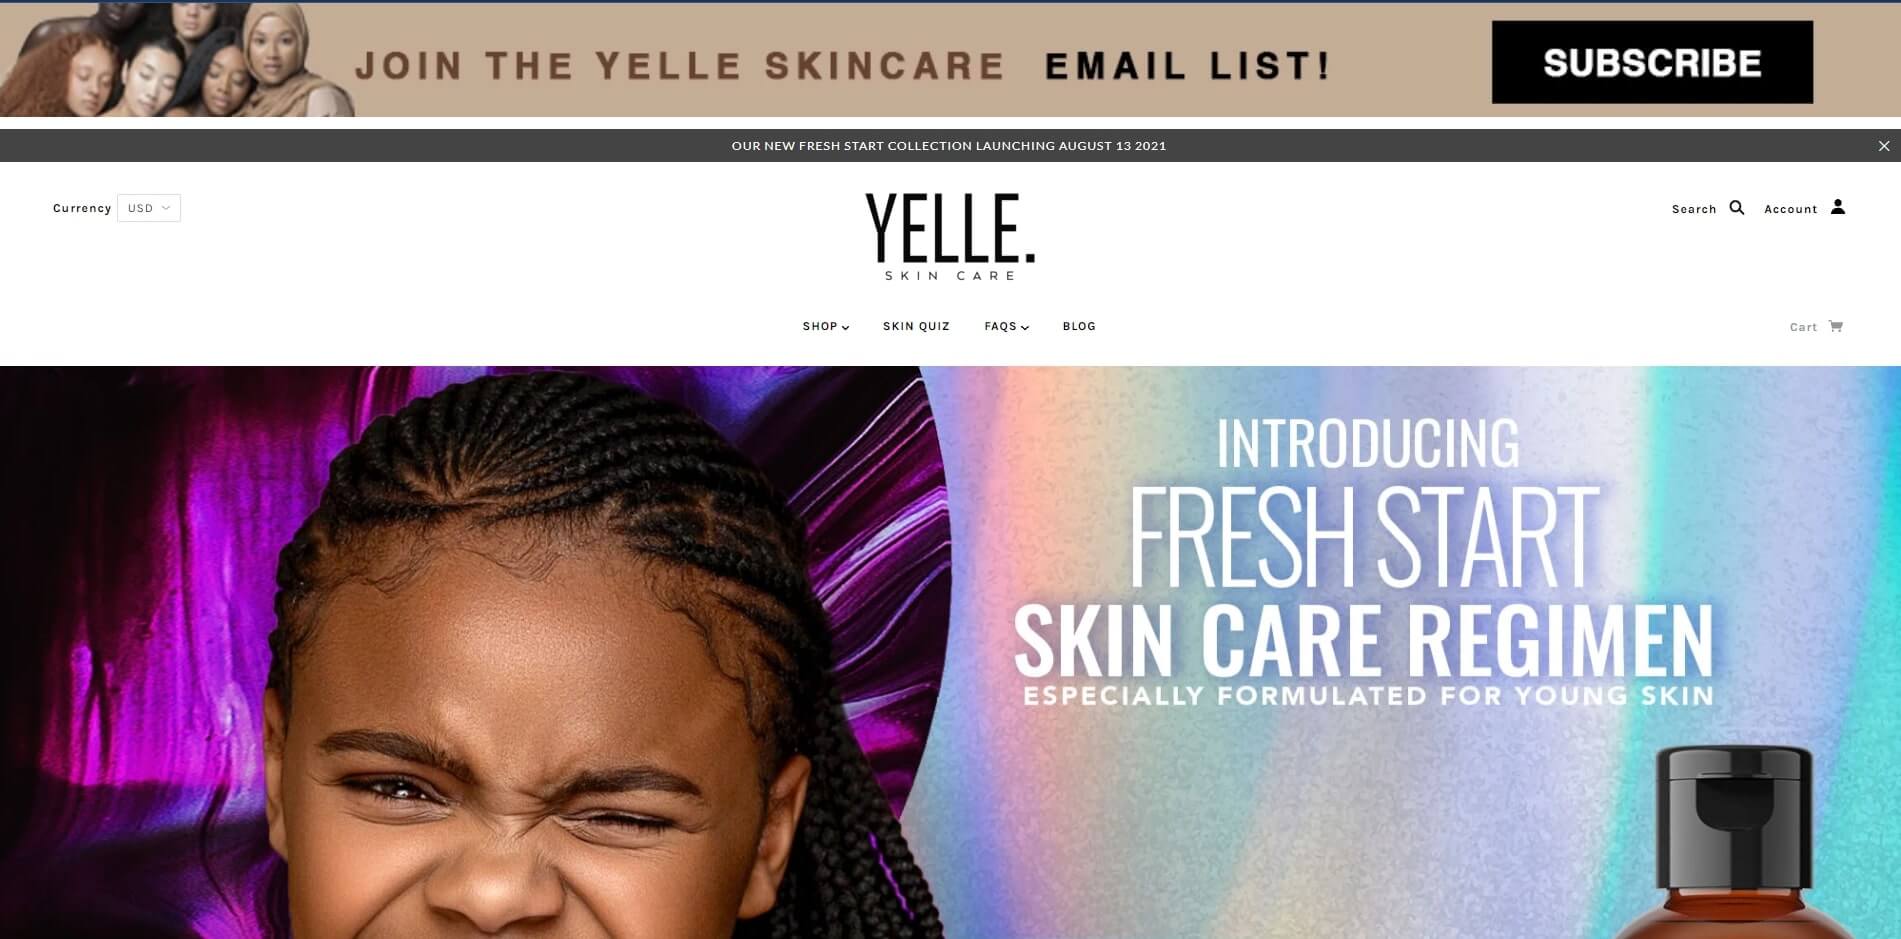 JOIN THE YELLE SKINCARE EMAIL LIST!
SUBSCRIBE
OUR NEW FRESH START COLLECTION LAUNCHING AUGUST 13 2021
Currency USD
YELLE.
SKIN CARE
Search Account
SHOP SKIN QUIZ FAQS BLOG
Cart
INTRODUCING
FRESH START
SKIN CARE REGIMEN
ESPECIALLY FORMULATED FOR YOUNG SKIN